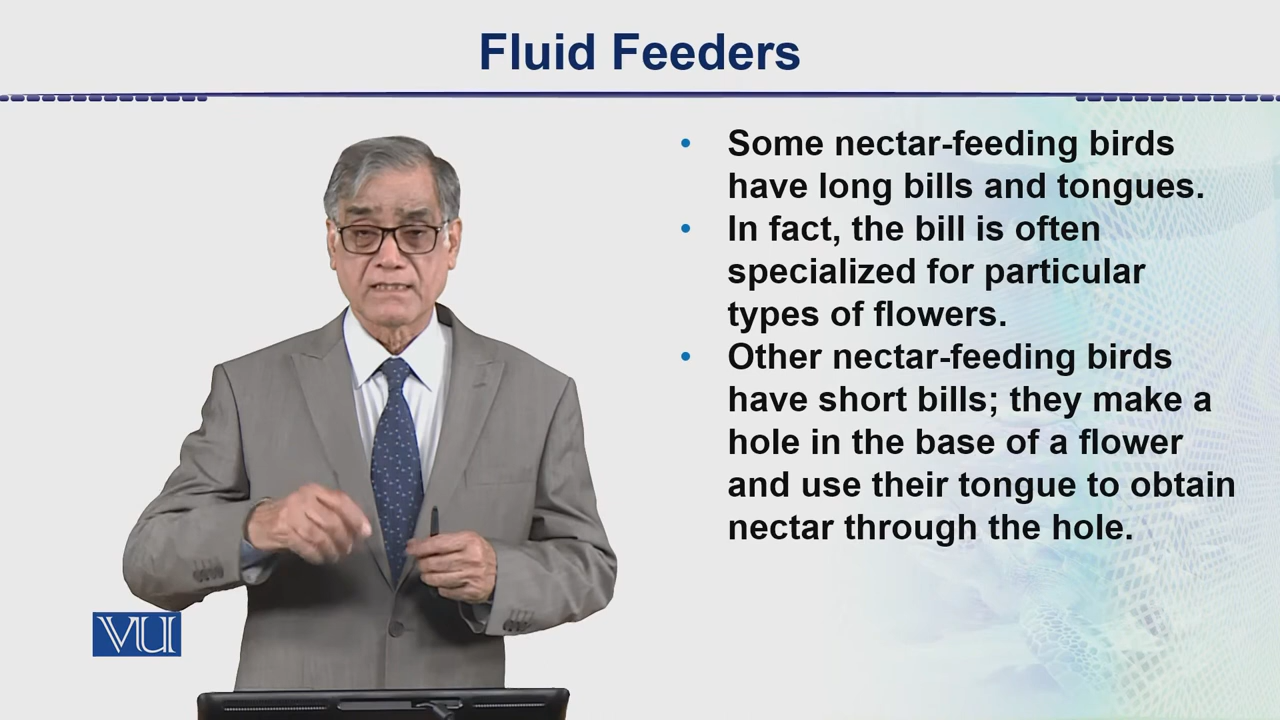 Fluid Feeders
• Some nectar-feeding birds
have long bills and tongues.
• In fact, the bill is often
specialized for particular
types of flowers.
• Other nectar-feeding birds
have short bills; they make a
hole in the base of a flower
and use their tongue to obtain
nectar through the hole.
VU